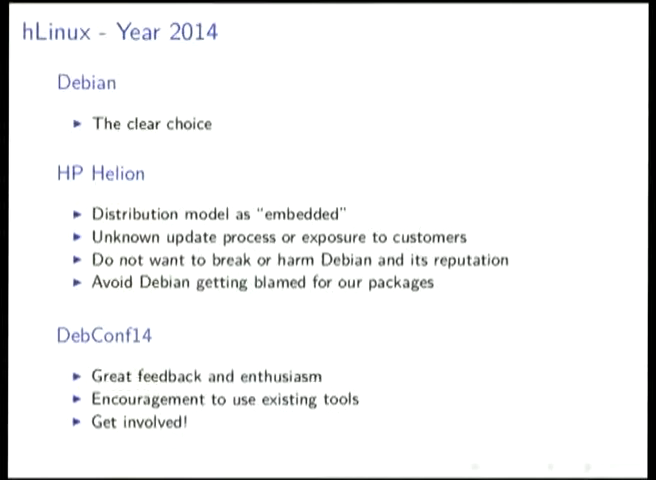 hLinux - Year 2014
Debian
▶ The clear choice
HP Helion
▶ Distribution model as "embedded"
▶ Unknown update process or exposure to customers
▶ Do not want to break or harm Debian and its reputation
▶ Avoid Debian getting blamed for our packages
DebConf14
▶ Great feedback and enthusiasm
▶ Encouragement to use existing tools
▶ Get involved!